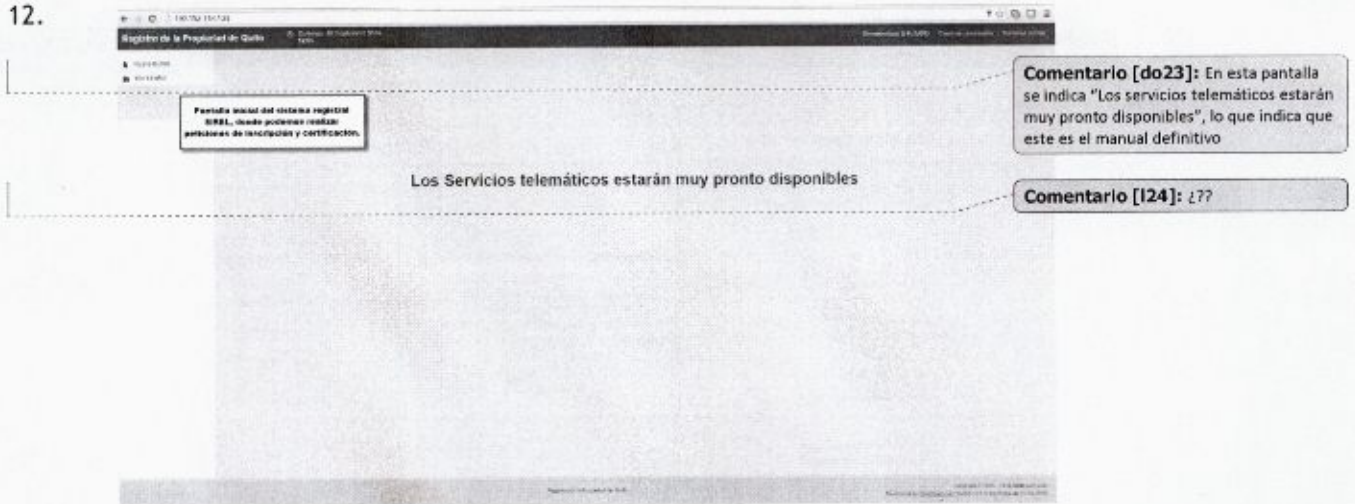 12.
Registro de la Propiedad de Quito
Pantalla inicial del sistema registral
SIREL, donde podemos realizar
peticiones de inscripción y certificación.
Los Servicios telemáticos estarán muy pronto disponibles
Comentario [do23]: En esta pantalla
se indica "Los servicios telemáticos estarán
muy pronto disponibles", lo que indica que
este es el manual definitivo
Comentario [l24]: ¿??